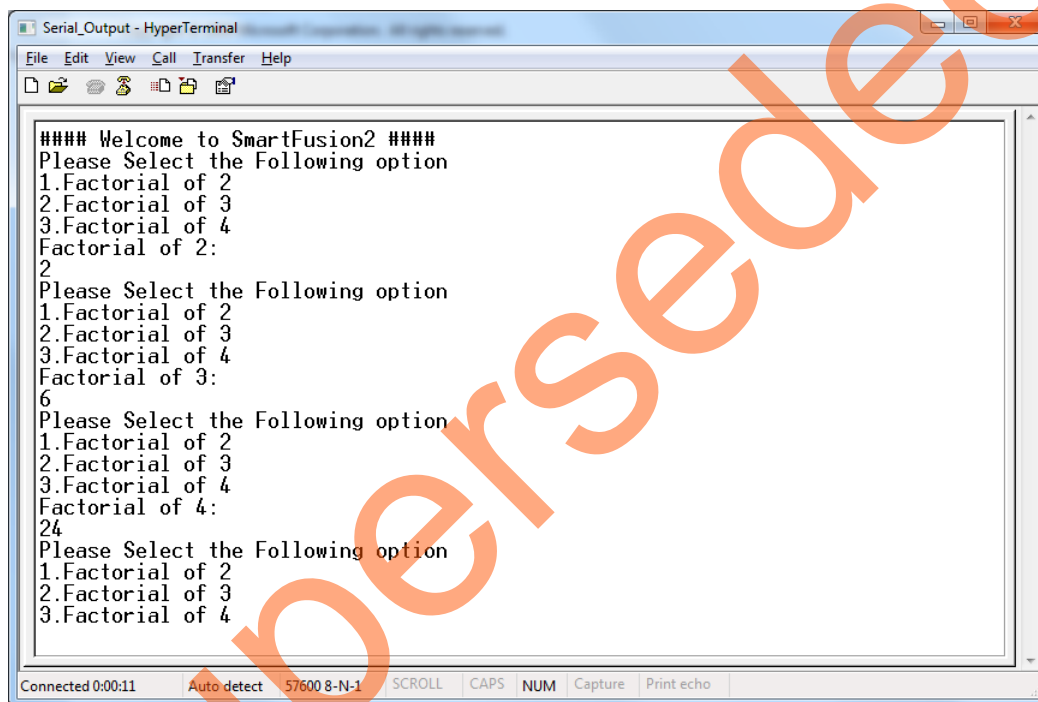 Serial_Output - HyperTerminal
File Edit View Call Transfer Help
#### Welcome to SmartFusion2 ####
Please Select the Following option
1.Factorial of 2
2.Factorial of 3
3.Factorial of 4
Factorial of 2:
2
Please Select the Following option
1.Factorial of 2
2.Factorial of 3
3.Factorial of 4
Factorial of 3:
6
Please Select the Following option
1.Factorial of 2
2.Factorial of 3
3.Factorial of 4
Factorial of 4:
24
Please Select the Following option
1.Factorial of 2
2.Factorial of 3
3.Factorial of 4
Connected 0:00:11 Auto detect 57600 8-N-1 SCROLL CAPS NUM Capture Print echo